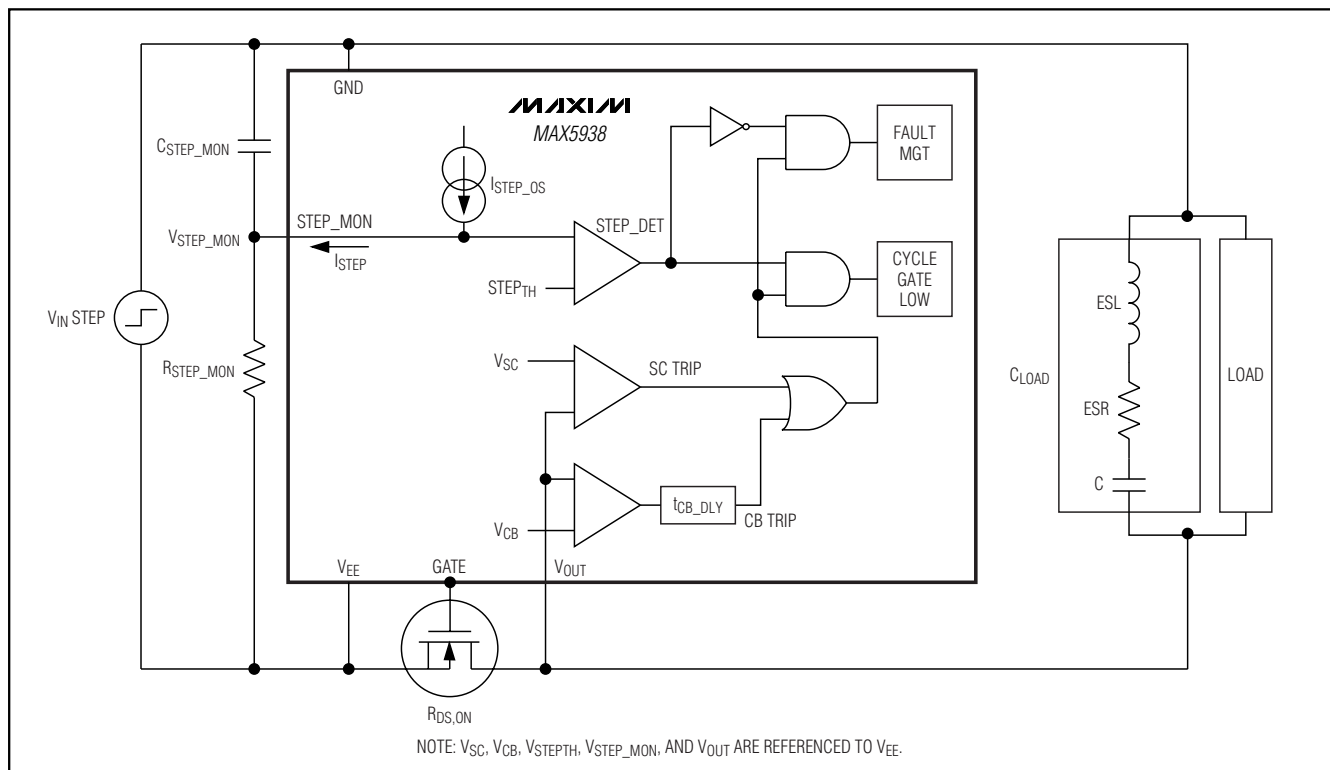 GND
MAXIM
MAX5938
CSTEP_MON
ISTEP_OS
FAULT
MGT
STEP_MON
STEP_DET
VSTEP_MON
ISTEP
CYCLE
GATE
LOW
STEPTH
ESL
VIN STEP
RSTEP_MON
VSC
SC TRIP
CLOAD
LOAD
ESR
C
tCB_DLY
CB TRIP
VCB
VEE
GATE
VOUT
RDS,ON
NOTE: VSC, VCB, VSTEPTH, VSTEP_MON, AND VOUT ARE REFERENCED TO VEE.